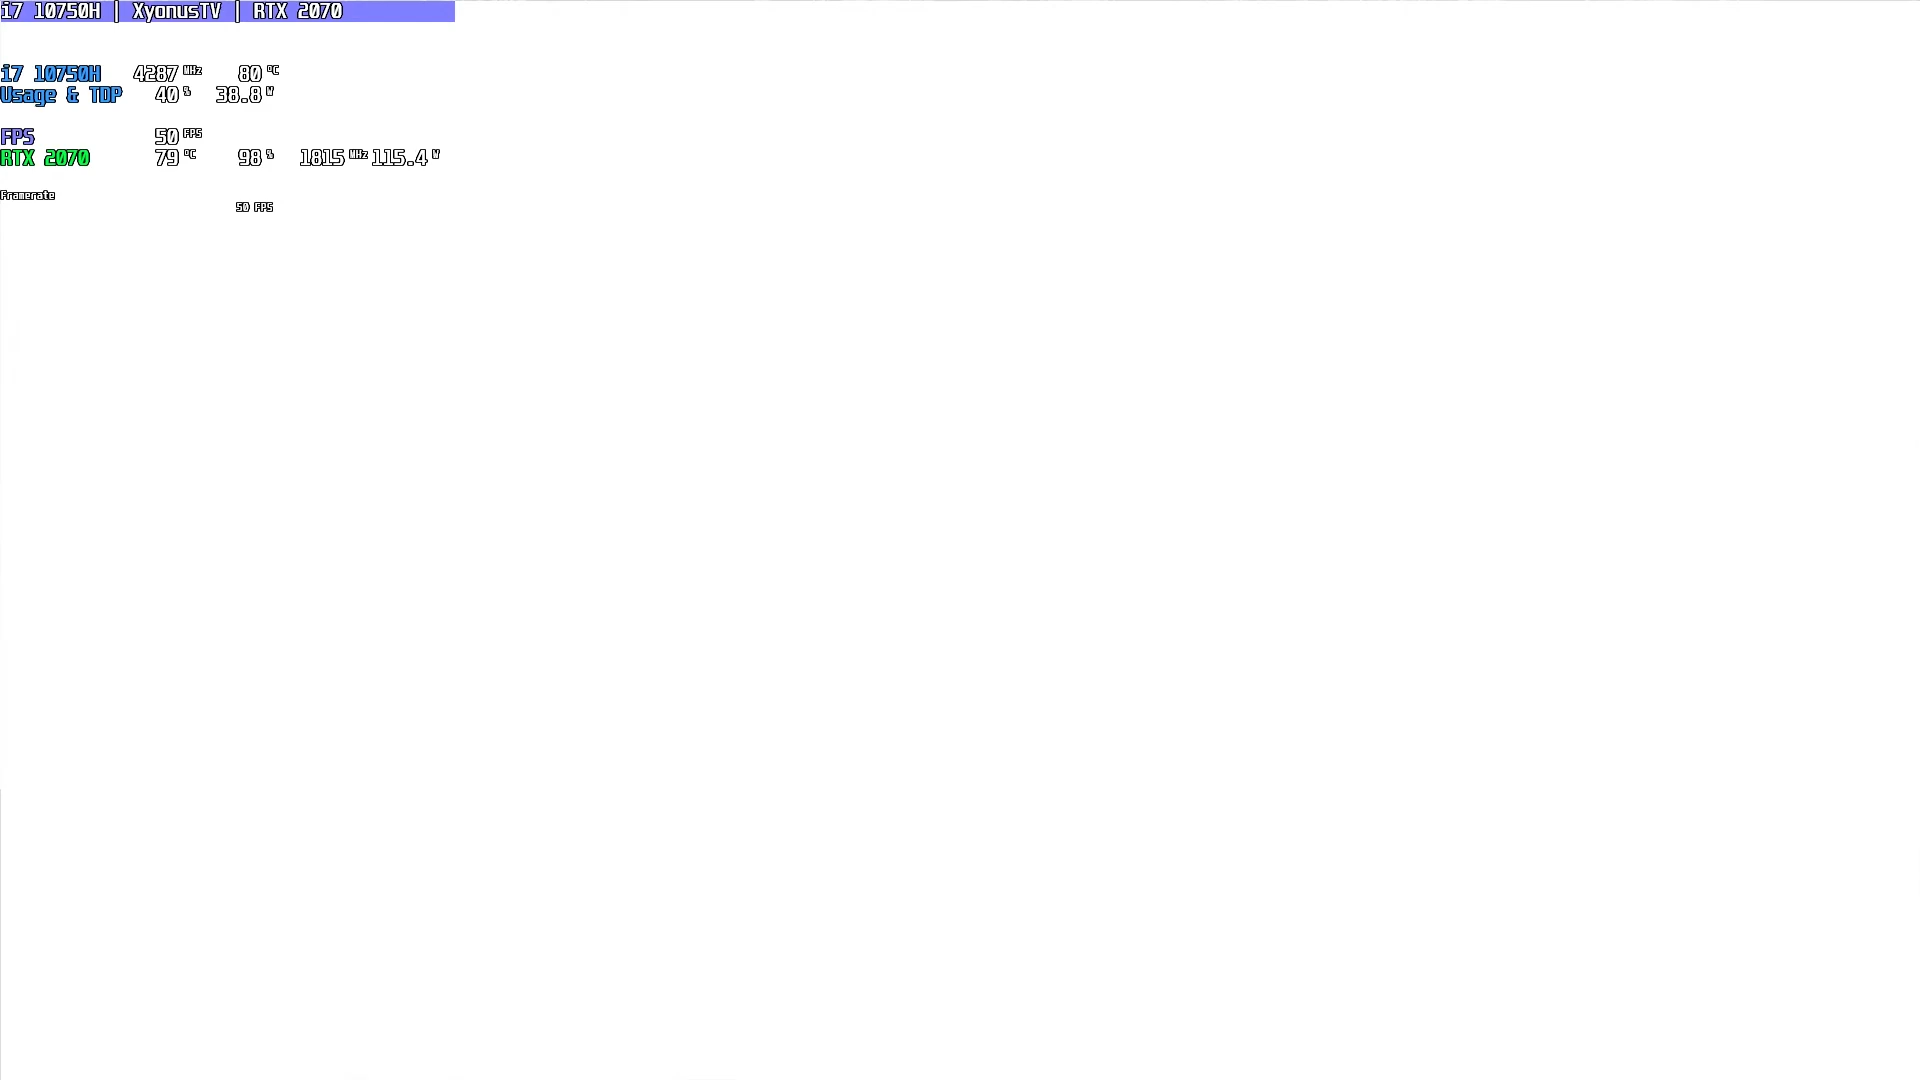 i7 10750H | XyanusTV | RTX 2070
i7 10750H 4287 MHz 80 °C
Usage & TDP 40 % 38.8 W
FPS 50 FPS
RTX 2070 79 °C 98 % 1815 MHz 115.4 W
Framerate
50 FPS